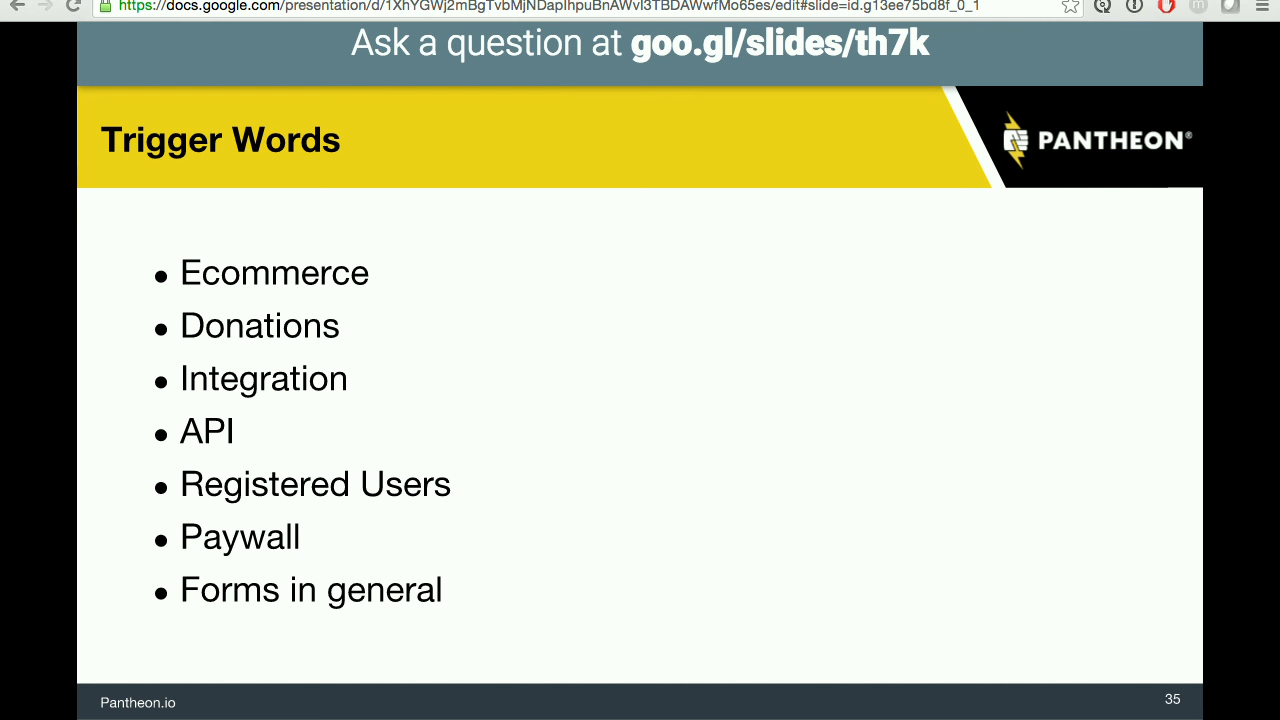 https://docs.google.com/presentation/d/1XhYGWj2mBgTvbMjNDapIhpuBnAWvl3TBDAWwfMo65es/edit#slide=id.g13ee75bd8f_0_1
Ask a question at goo.gl/slides/th7k
Trigger Words
PANTHEON®
• Ecommerce
• Donations
• Integration
• API
• Registered Users
• Paywall
• Forms in general
Pantheon.io
35